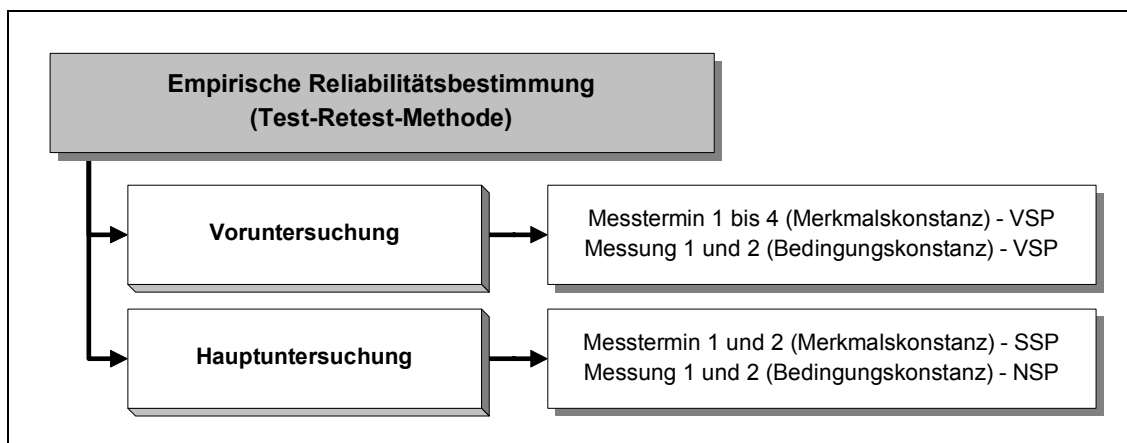 Empirische Reliabilitätsbestimmung
(Test-Retest-Methode)
Voruntersuchung
Messtermin 1 bis 4 (Merkmalskonstanz) - VSP
Messung 1 und 2 (Bedingungskonstanz) - VSP
Hauptuntersuchung
Messtermin 1 und 2 (Merkmalskonstanz) - SSP
Messung 1 und 2 (Bedingungskonstanz) - NSP